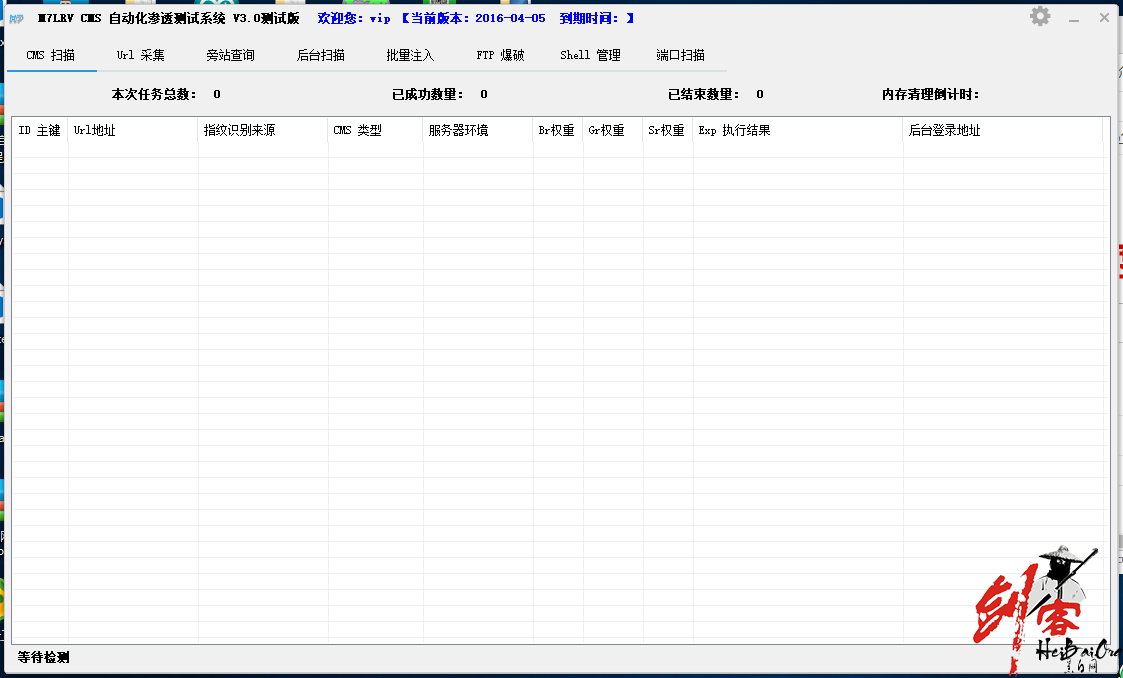 M7LRV CMS 自动化渗透测试系统 V3.0测试版 欢迎您: vip 【当前版本: 2016-04-05 到期时间: 】
CMS 扫描 Url 采集 旁站查询 后台扫描 批量注入 FTP 爆破 Shell 管理 端口扫描
本次任务总数: 0 已成功数量: 0 已结束数量: 0 内存清理倒计时:
ID 主键 Url地址 指纹识别来源 CMS 类型 服务器环境 Br权重 Gr权重 Sr权重 Exp 执行结果 后台登录地址
剑客
HeiBaiOre
黑白网
等待检测